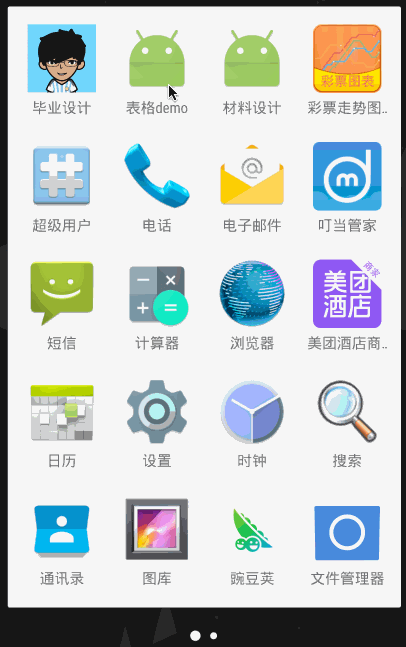 彩票图表
毕业设计
表格demo
材料设计
彩票走势图..
超级用户
电话
电子邮件
叮当管家
商家
美团
酒店
短信
计算器
浏览器
美团酒店商..
日历
设置
时钟
搜索
通讯录
图库
豌豆荚
文件管理器